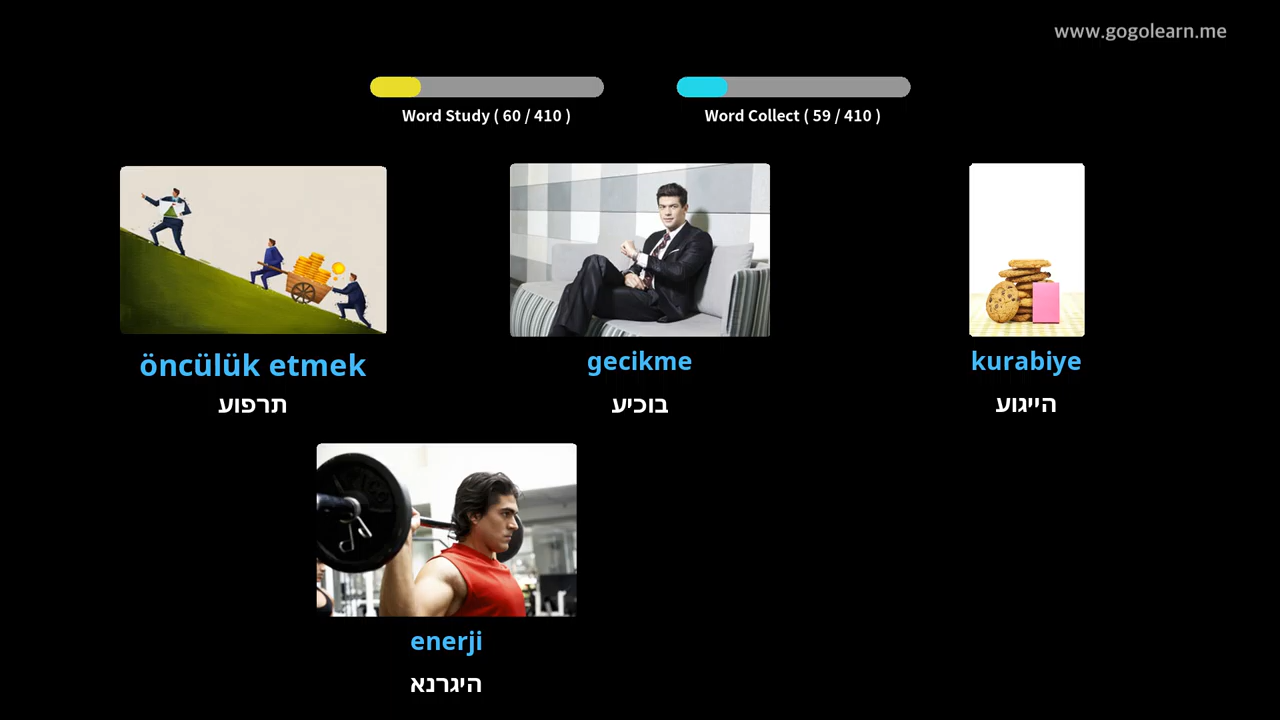 www.gogolearn.me
Word Study ( 60 / 410 )
Word Collect ( 59 / 410 )
öncülük etmek
תרפוע
gecikme
בוכיע
kurabiye
הייגוע
enerji
היגרנא